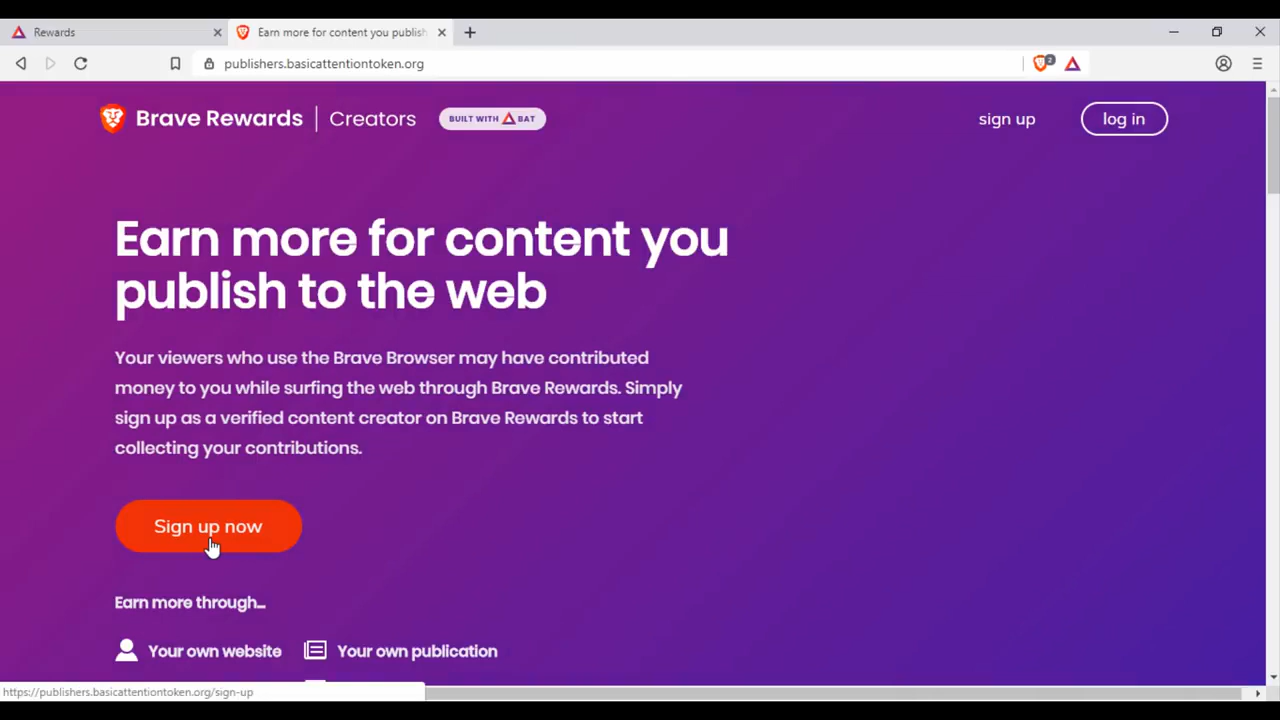 Rewards
Earn more for content you publish
publishers.basicattentiontoken.org
2
Brave Rewards | Creators
BUILT WITH BAT
sign up
log in
Earn more for content you
publish to the web
Your viewers who use the Brave Browser may have contributed
money to you while surfing the web through Brave Rewards. Simply
sign up as a verified content creator on Brave Rewards to start
collecting your contributions.
Sign up now
Earn more through...
Your own website
Your own publication
https://publishers.basicattentiontoken.org/sign-up